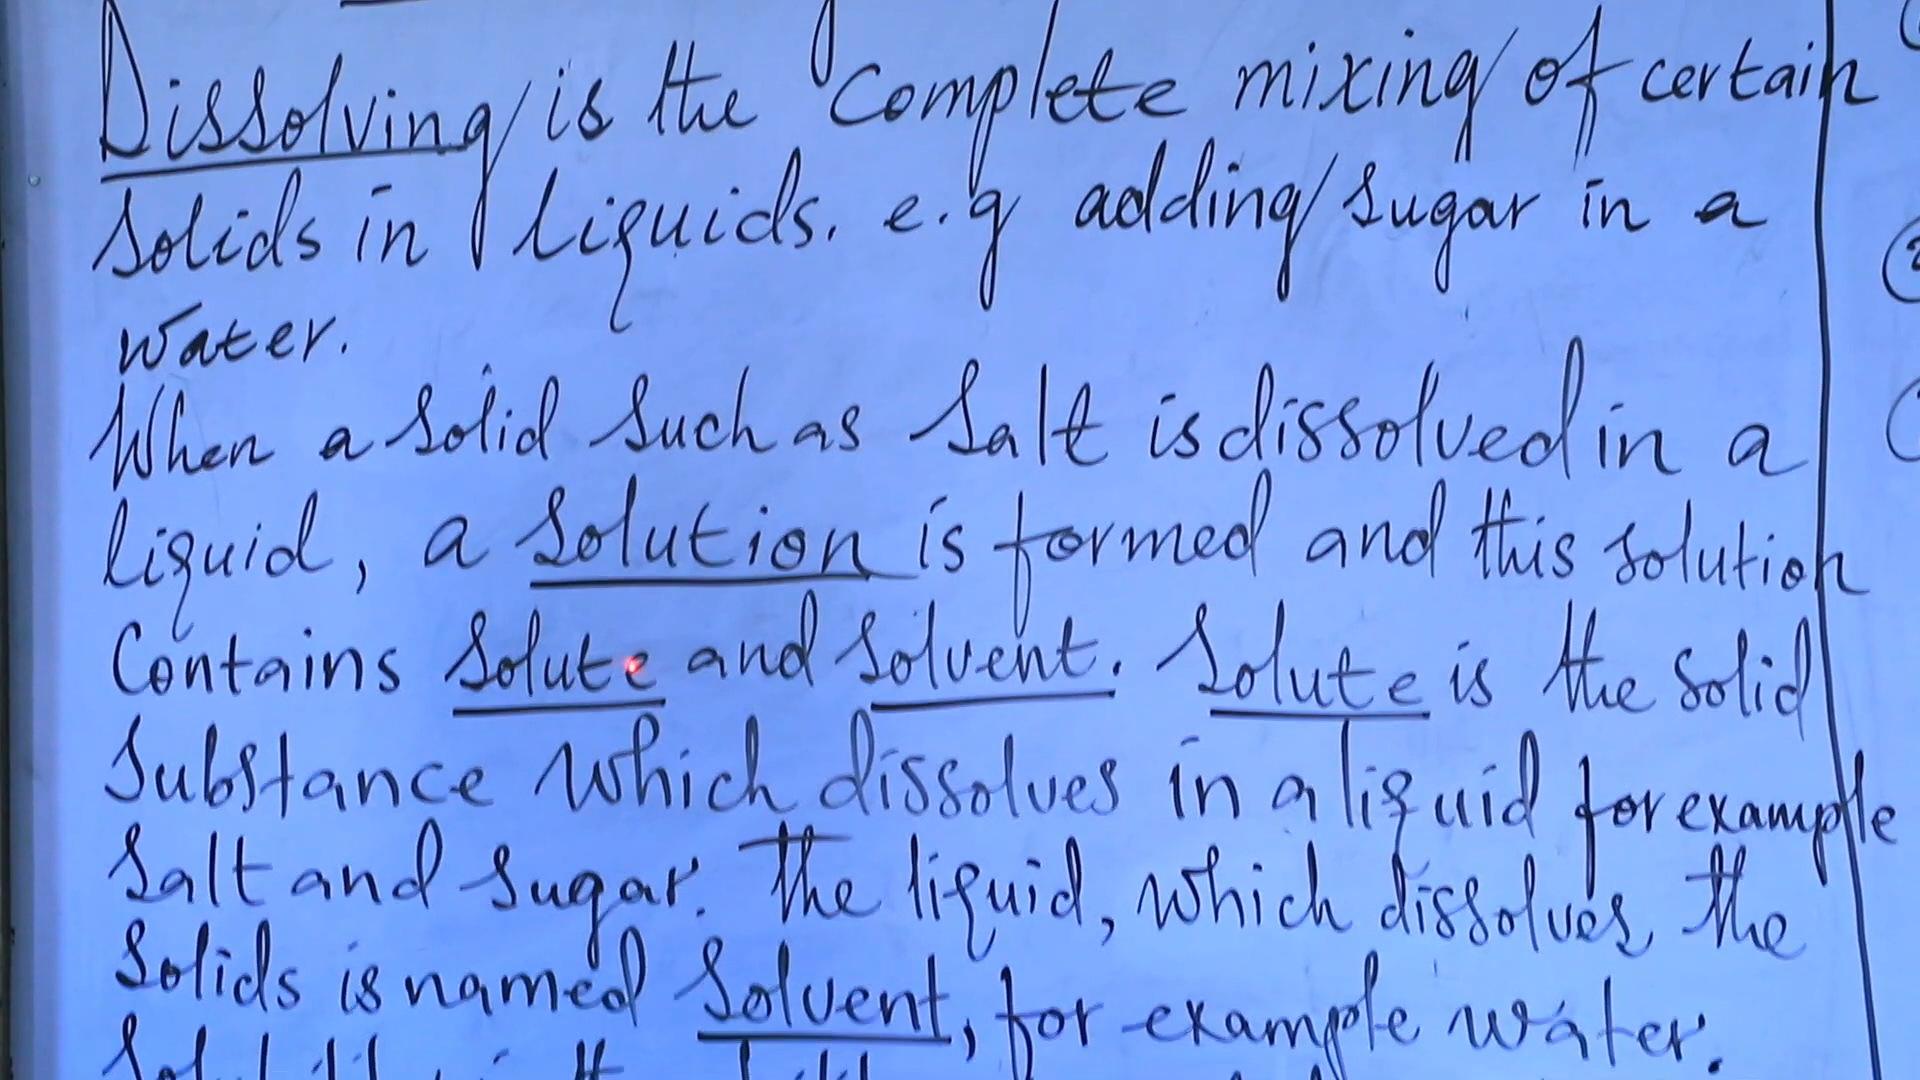 Dissolving is the Complete mixing of certain
Solids in liquids. e.g adding sugar in a
water.
When a solid such as Salt is dissolved in a
liquid, a solution is formed and this solution
Contains solute and solvent. Solute is the solid
Substance which dissolves in a liquid for example
Salt and sugar. The liquid, which dissolves the
Solids is named Solvent, for example water.